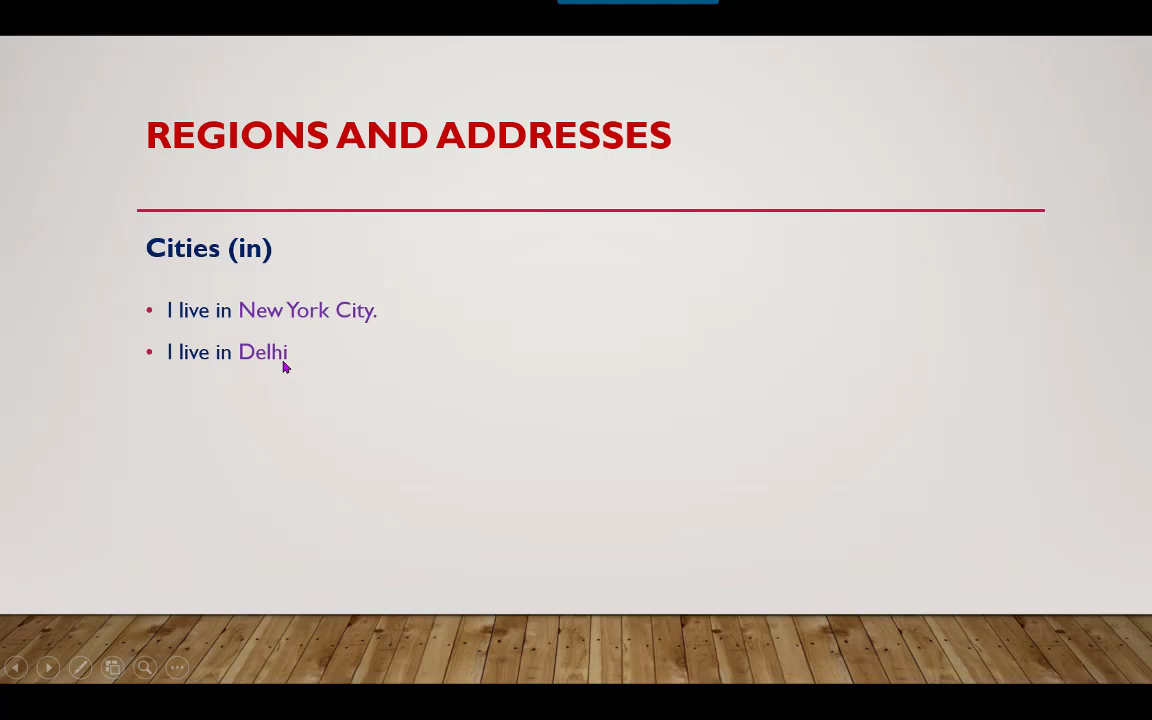 REGIONS AND ADDRESSES
Cities (in)
• I live in New York City.
• I live in Delhi